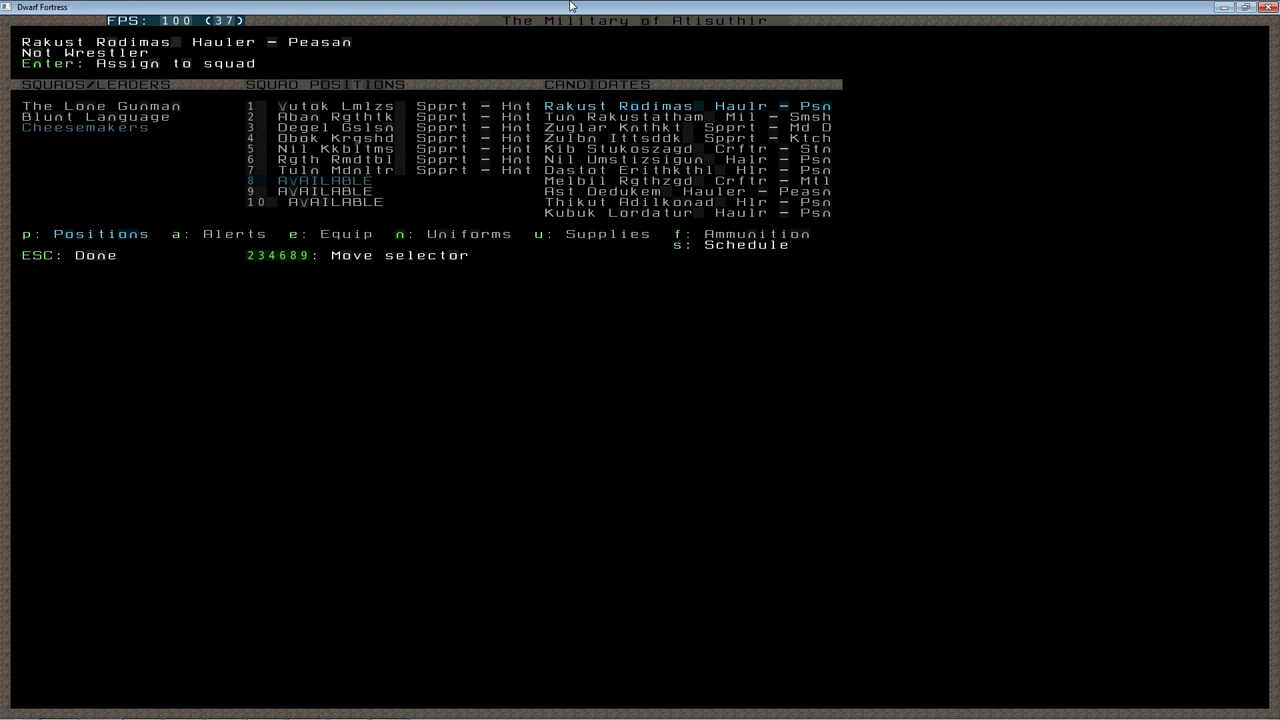 Dwarf Fortress
FPS: 100 (37)
The Military of Atisuthir
Rakust Rodimas Hauler - Peasan
Not Wrestler
Enter: Assign to squad
SQUADS/LEADERS SQUAD POSITIONS CANDIDATES
The Lone Gunman 1 Vutok Lmlzs Spprt - Hnt Rakust Rodimas Haulr - Psn
Blunt Language 2 Aban Rgthtk Spprt - Hnt Tun Rakustatham Mil - Smsh
Cheesemakers 3 Degel Gslsn Spprt - Hnt Zuglar Knthkt Spprt - Md D
4 Obok Krgshd Spprt - Hnt Zulbn Ittsddk Spprt - Ktch
5 Nil Kkbltms Spprt - Hnt Kib Stukoszagd Crftr - Stn
6 Rgth Rmdtbl Spprt - Hnt Nil Umstizsigun Halr - Psn
7 Tuln Mdnltr Spprt - Hnt Dastot Erithkthl Hlr - Psn
8 AVAILABLE Melbil Rgthzgd Crftr - Mtl
9 AVAILABLE Ast Dedukem Hauler - Peasn
10 AVAILABLE Thikut Adilkonad Hlr - Psn
Kubuk Lordatur Haulr - Psn
p: Positions a: Alerts e: Equip n: Uniforms u: Supplies f: Ammunition
s: Schedule
ESC: Done 234689: Move selector